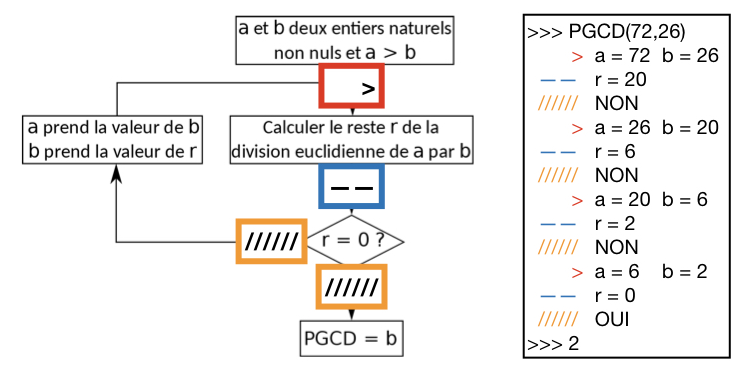 a et b deux entiers naturels
non nuls et a > b
>
a prend la valeur de b
b prend la valeur de r
Calculer le reste r de la
division euclidienne de a par b
— —
//////
r = 0 ?
//////
PGCD = b
>>> PGCD(72,26)
> a = 72 b = 26
— — r = 20
////// NON
> a = 26 b = 20
— — r = 6
////// NON
> a = 20 b = 6
— — r = 2
////// NON
> a = 6 b = 2
— — r = 0
////// OUI
>>> 2